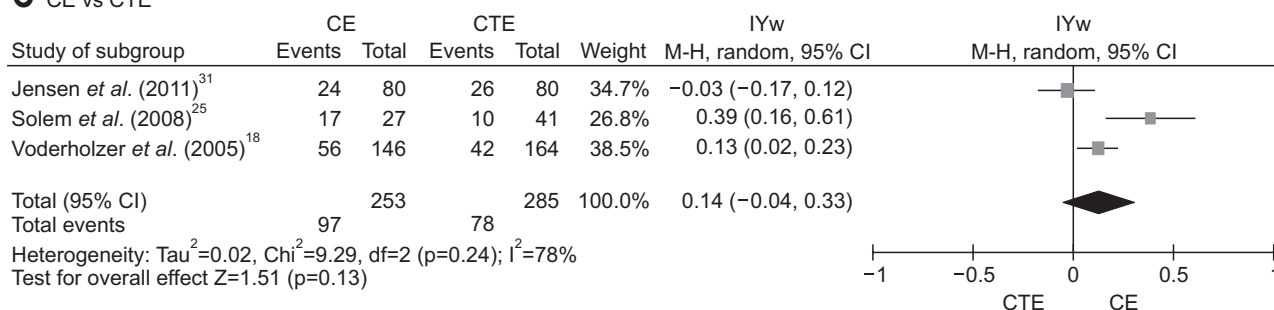 CE vs CTE
CE CTE IYw IYw
Study of subgroup Events Total Events Total Weight M-H, random, 95% CI M-H, random, 95% CI
Jensen et al. (2011)31 24 80 26 80 34.7% −0.03 (−0.17, 0.12)
Solem et al. (2008)25 17 27 10 41 26.8% 0.39 (0.16, 0.61)
Voderholzer et al. (2005)18 56 146 42 164 38.5% 0.13 (0.02, 0.23)
Total (95% CI) 253 285 100.0% 0.14 (−0.04, 0.33)
Total events 97 78
Heterogeneity: Tau2=0.02, Chi2=9.29, df=2 (p=0.24); I2=78%
Test for overall effect Z=1.51 (p=0.13)
−1 −0.5 0 0.5
CTE CE